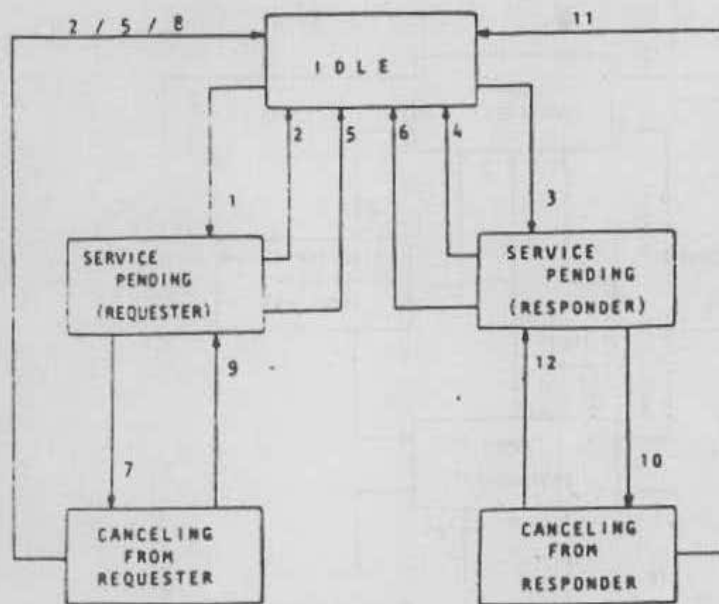 2 / 5 / 8
11
IDLE
2
5
6
4
1
3
SERVICE
PENDING
(REQUESTER)
SERVICE
PENDING
(RESPONDER)
9
12
7
10
CANCELING
FROM
REQUESTER
CANCELING
FROM
RESPONDER